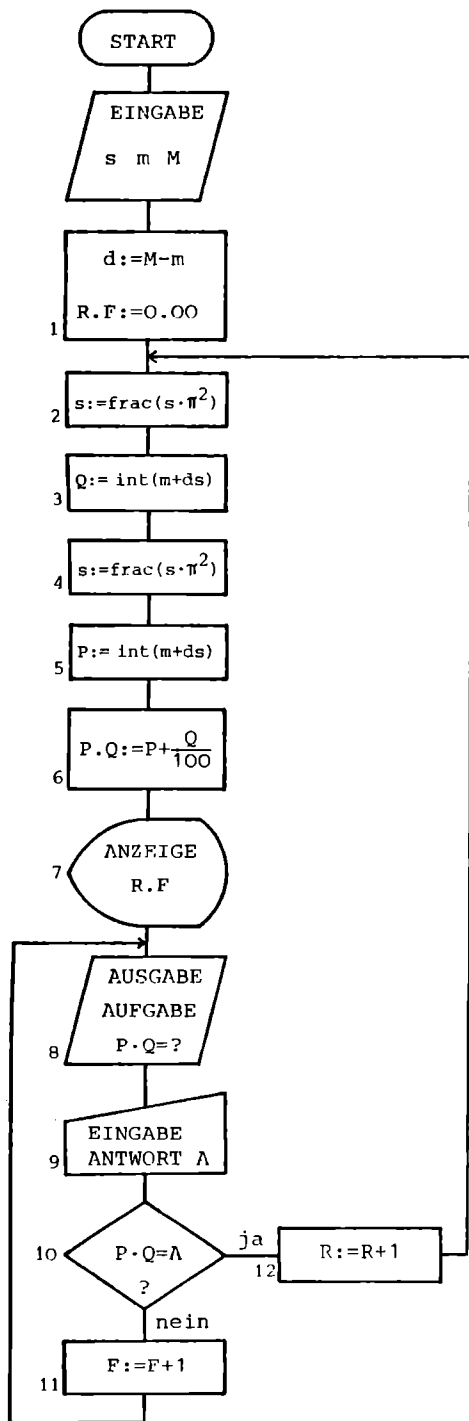 START
EINGABE
s m M
d:=M-m
R.F:=0.00
1
s:=frac(s·π²)
2
Q:= int(m+ds)
3
s:=frac(s·π²)
4
P:= int(m+ds)
5
P.Q:=P+Q/100
6
ANZEIGE
R.F
7
AUSGABE
AUFGABE
P·Q=?
8
EINGABE
ANTWORT A
9
10
P·Q=A
?
ja
R:=R+1
12
nein
F:=F+1
11